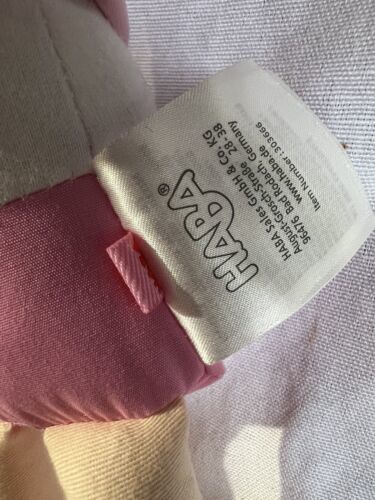 HABA®
HABA Sales GmbH & Co. KG
August-Grosch-Straße 28-38
96476 Bad Rodach, Germany
www.haba.de
Item Number: 303666